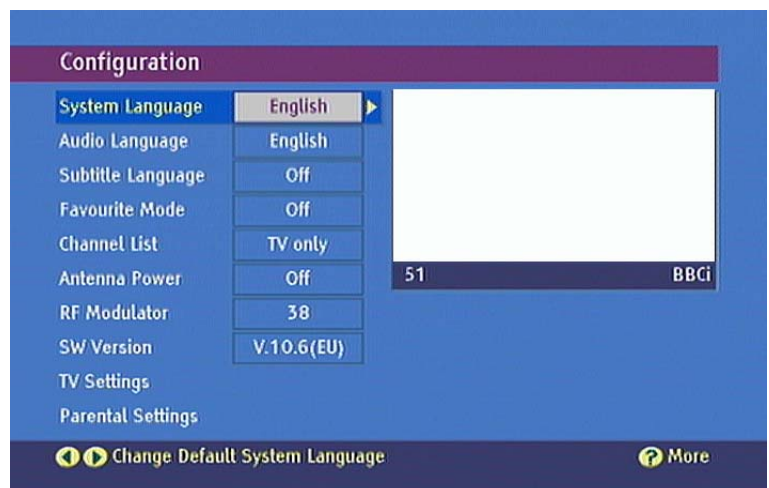 Configuration
System Language English
Audio Language English
Subtitle Language Off
Favourite Mode Off
Channel List TV only
Antenna Power Off
RF Modulator 38
SW Version V.10.6(EU)
TV Settings
Parental Settings
51 BBCi
Change Default System Language ? More